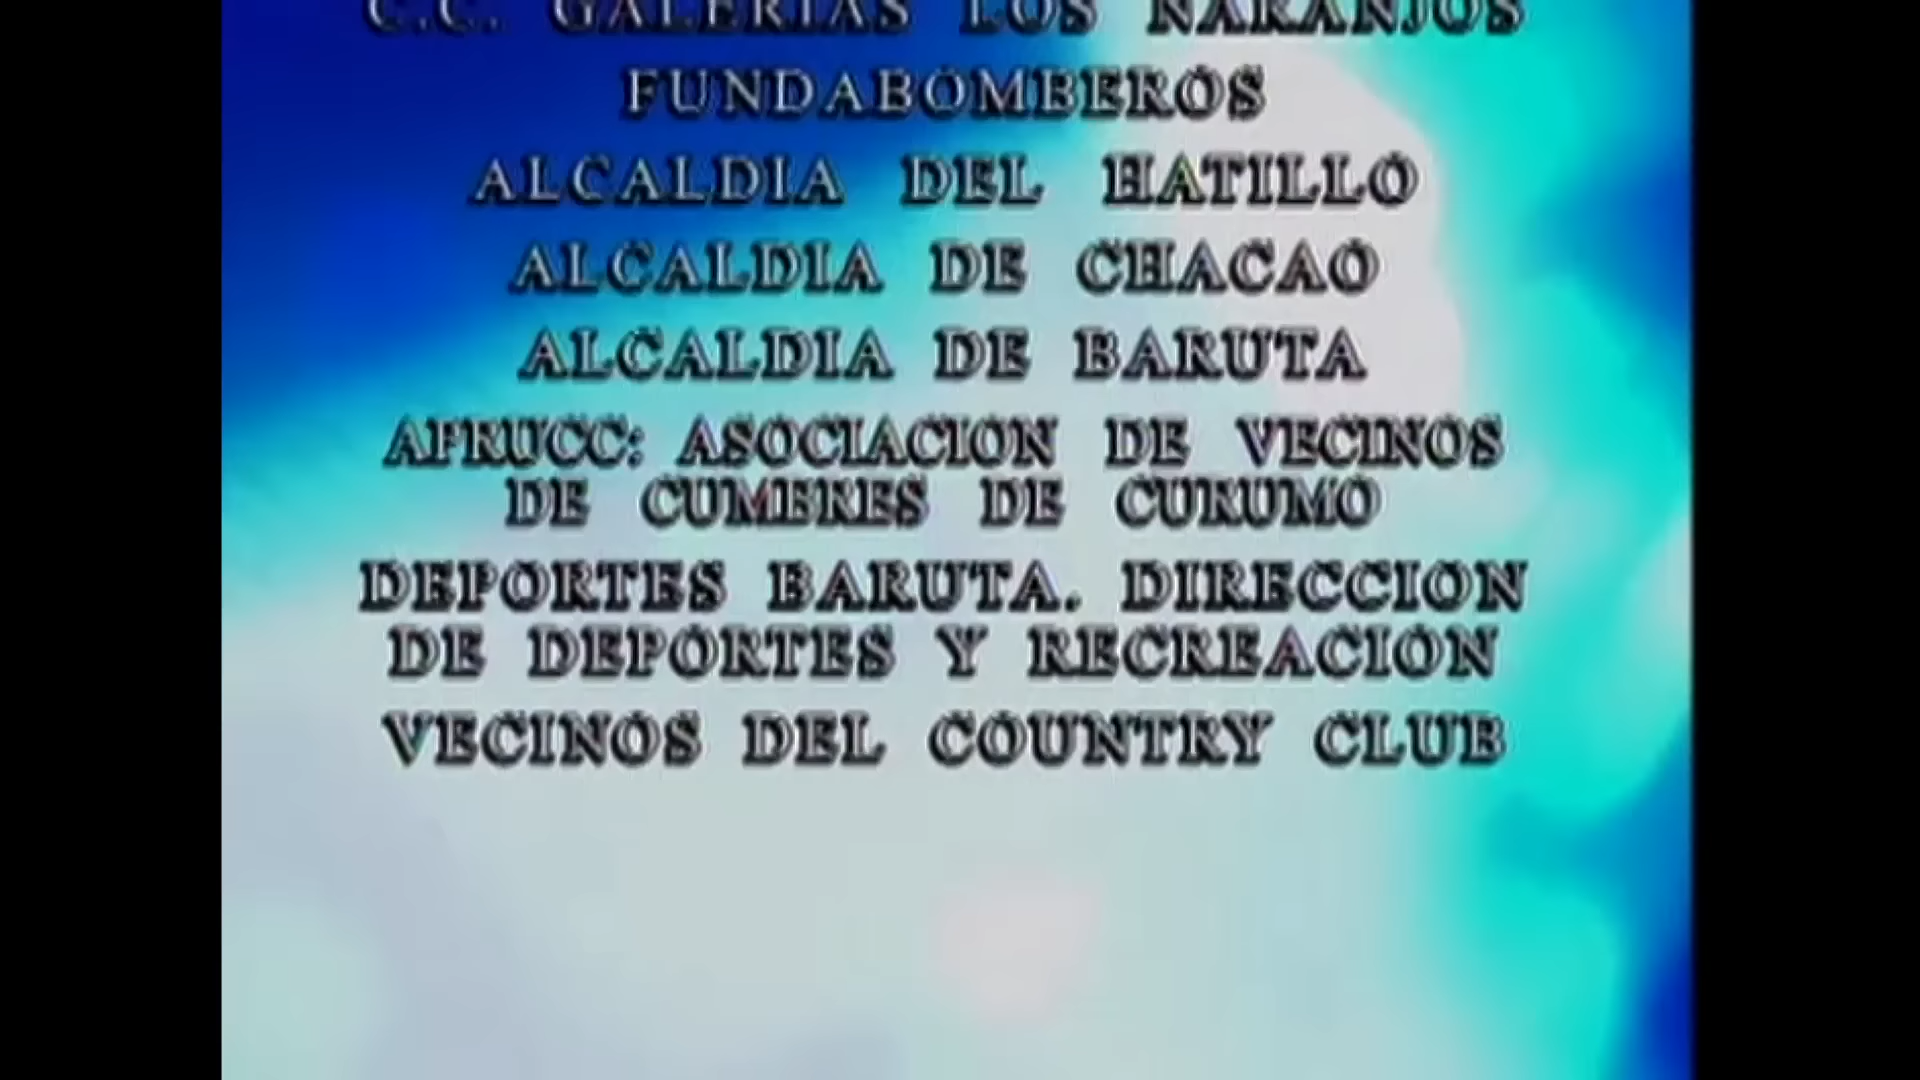 C.C. GALERIAS LOS NARANJOS
FUNDABOMBEROS
ALCALDIA DEL HATILLO
ALCALDIA DE CHACAO
ALCALDIA DE BARUTA
AFRUCC: ASOCIACION DE VECINOS
DE CUMBRES DE CURUMO
DEPORTES BARUTA. DIRECCION
DE DEPORTES Y RECREACION
VECINOS DEL COUNTRY CLUB